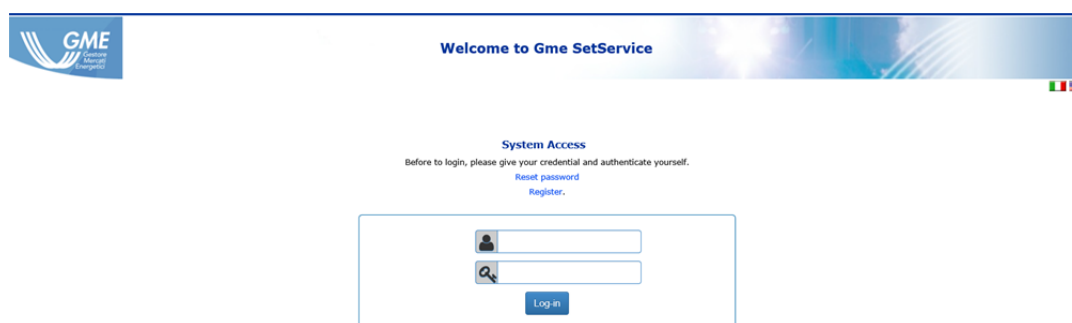 GME
Gestore
Mercati
Energetici
Welcome to Gme SetService
System Access
Before to login, please give your credential and authenticate yourself.
Reset password
Register.
Log-in